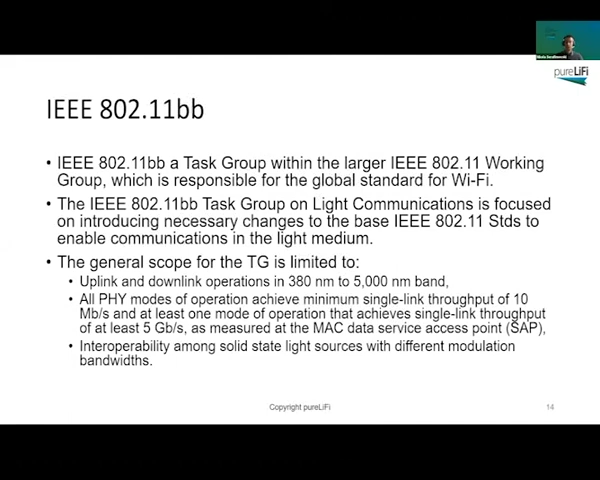 pureLiFi
IEEE 802.11bb
• IEEE 802.11bb a Task Group within the larger IEEE 802.11 Working
Group, which is responsible for the global standard for Wi-Fi.
• The IEEE 802.11bb Task Group on Light Communications is focused
on introducing necessary changes to the base IEEE 802.11 Stds to
enable communications in the light medium.
• The general scope for the TG is limited to:
• Uplink and downlink operations in 380 nm to 5,000 nm band,
• All PHY modes of operation achieve minimum single-link throughput of 10
Mb/s and at least one mode of operation that achieves single-link throughput
of at least 5 Gb/s, as measured at the MAC data service access point (SAP),
• Interoperability among solid state light sources with different modulation
bandwidths.
Copyright pureLiFi
14